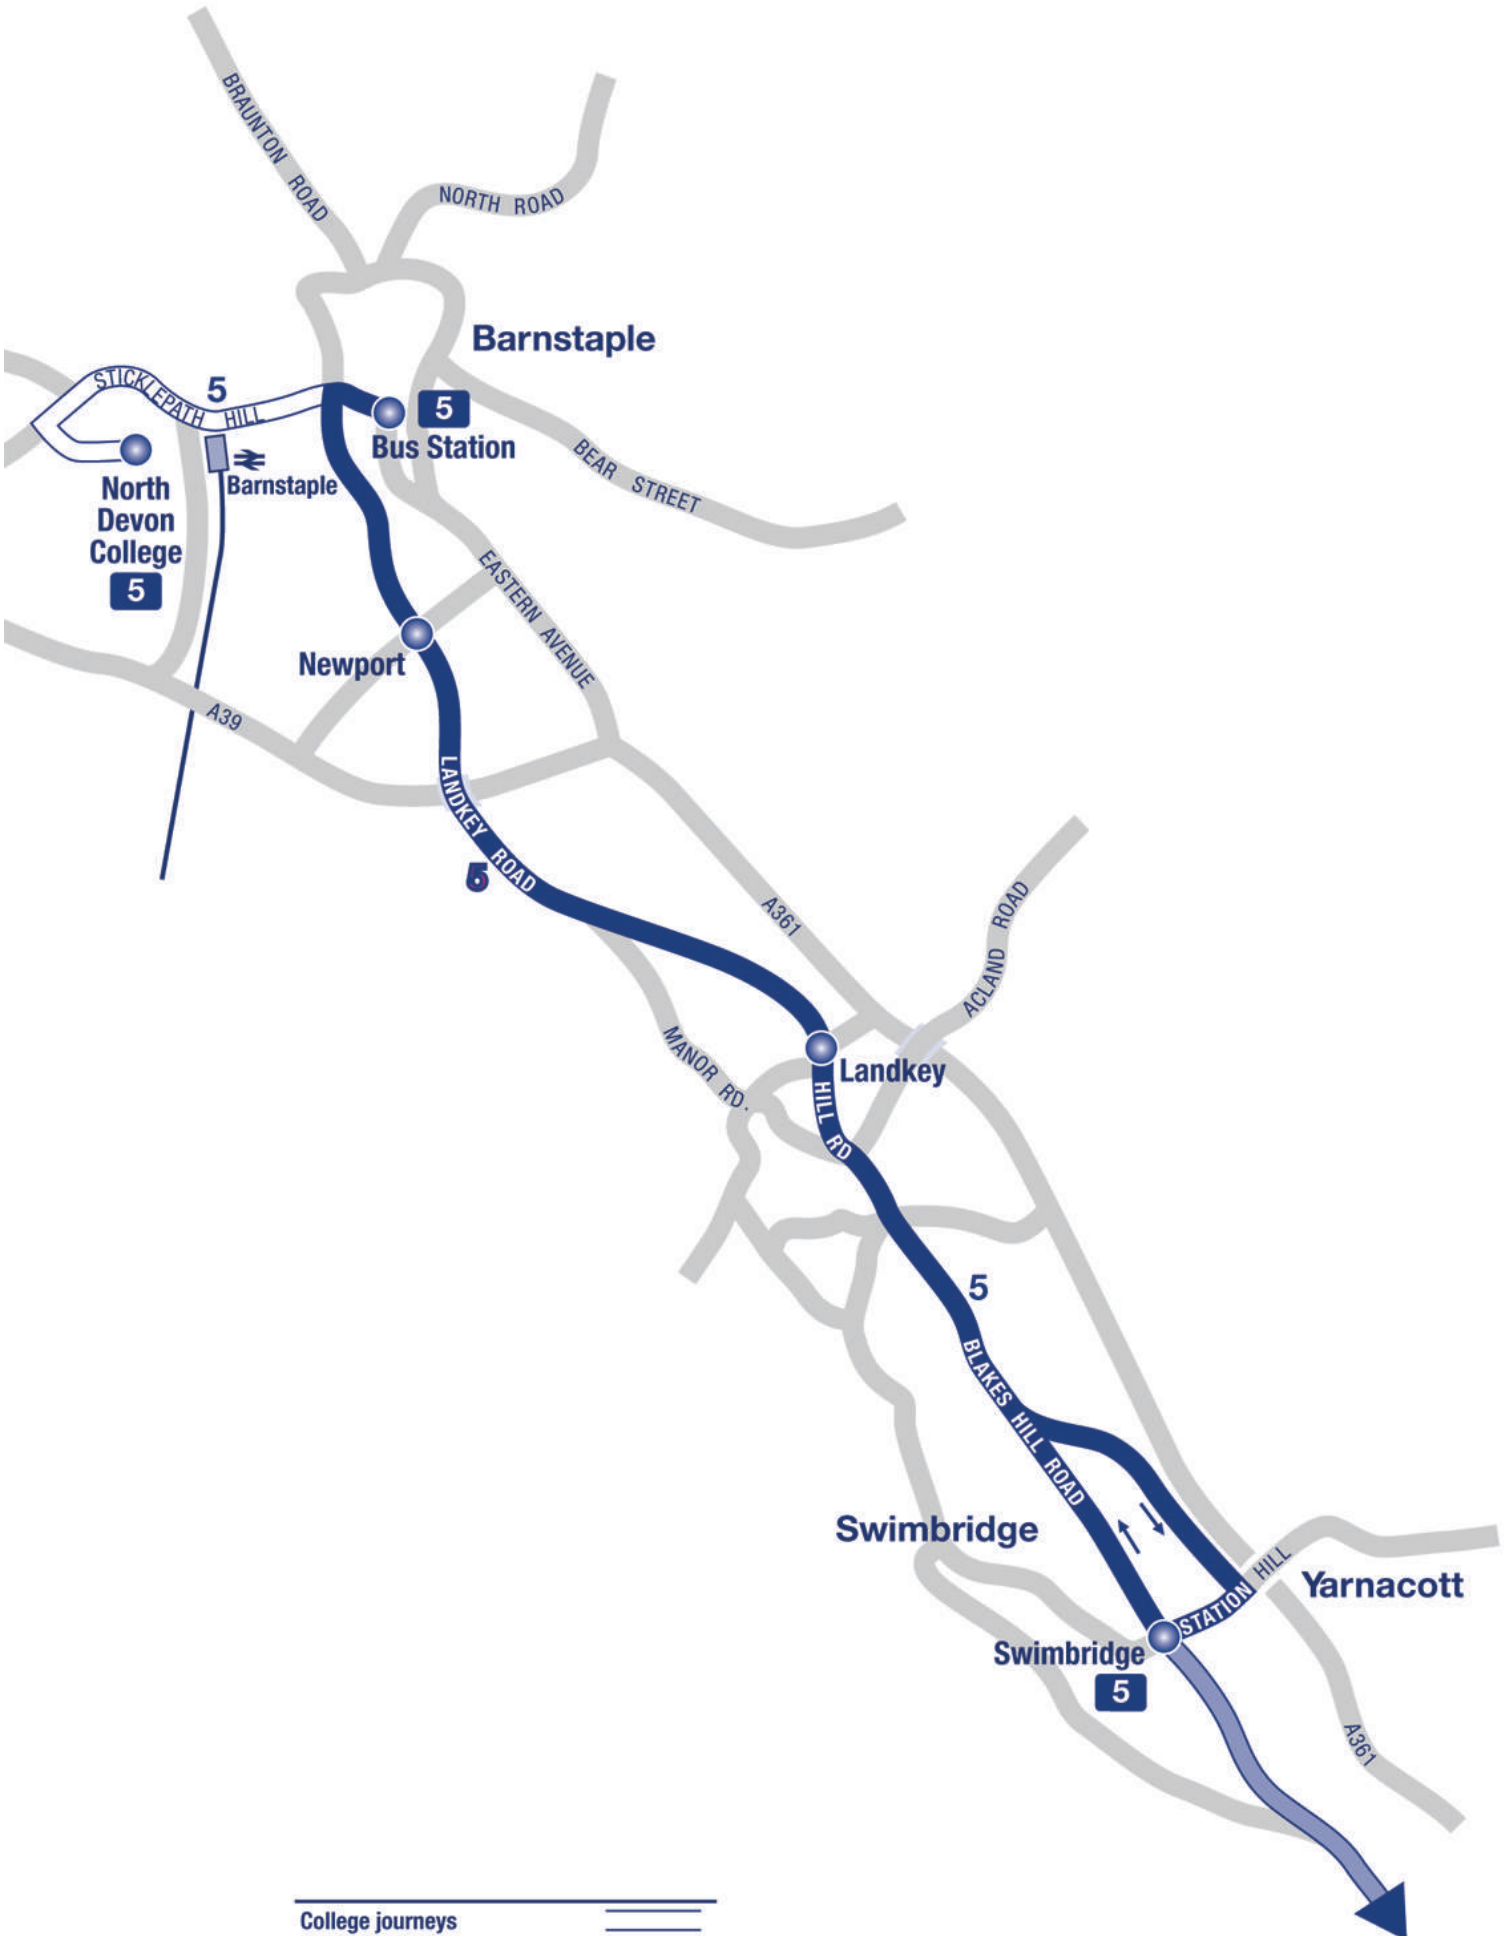 BRAUNTON ROAD
NORTH ROAD
Barnstaple
STICKLEPATH HILL
5
5
Bus Station
Barnstaple
North
Devon
College
5
BEAR STREET
EASTERN AVENUE
Newport
A39
LANDKEY ROAD
5
A361
ACLAND ROAD
MANOR RD.
Landkey
HILL RD
5
BLAKES HILL ROAD
Swimbridge
STATION HILL
Yarnacott
Swimbridge
5
A361
College journeys